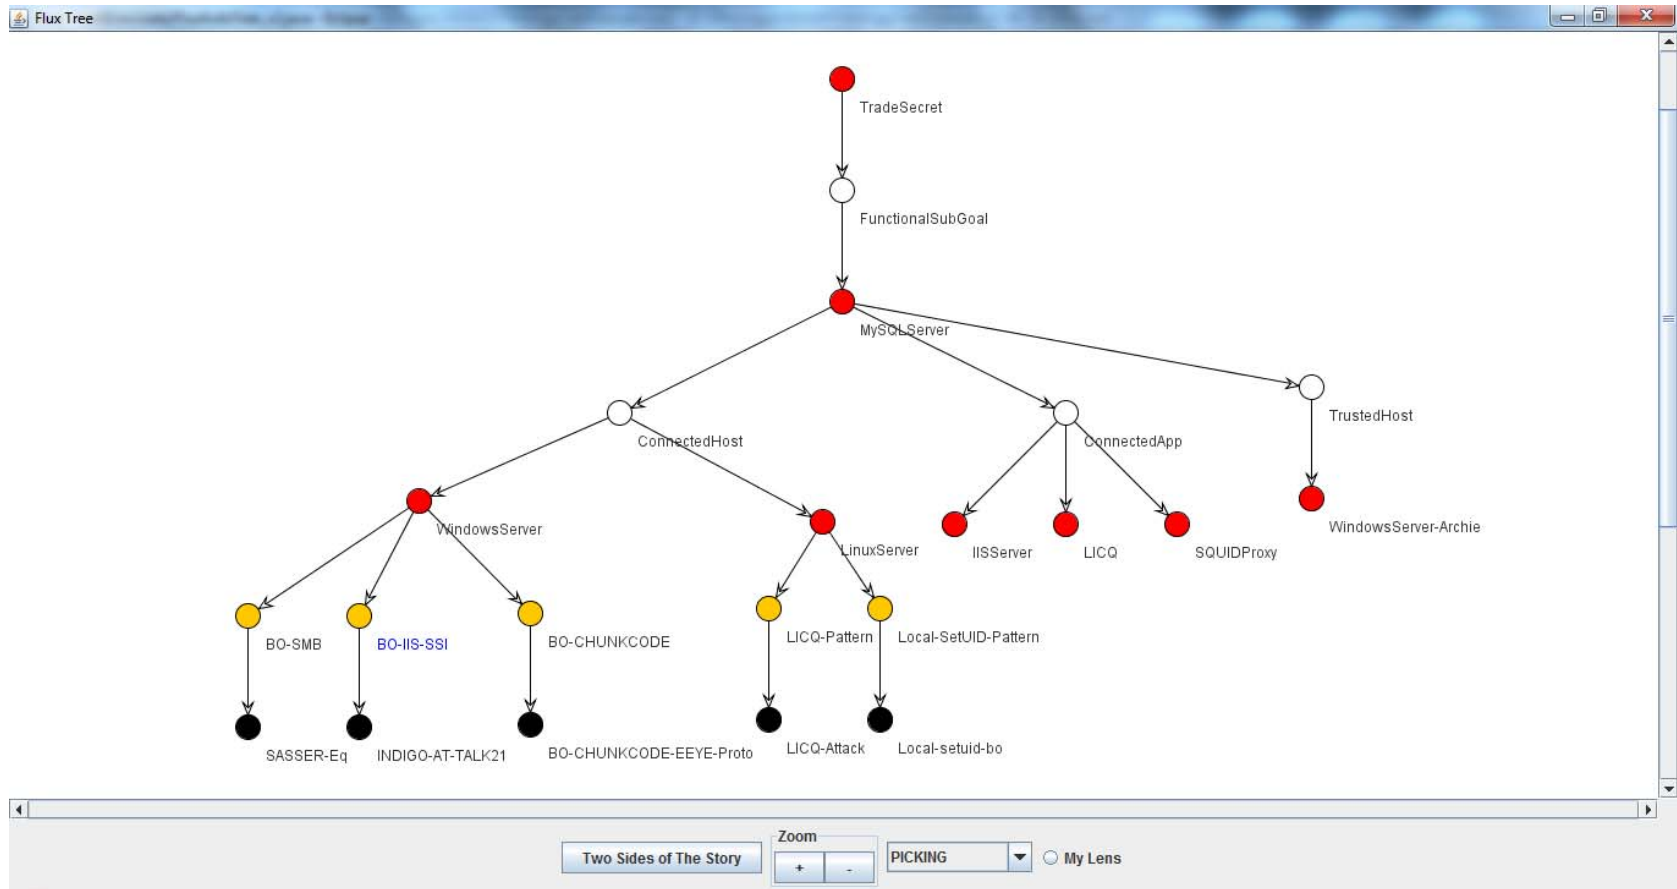 Flux Tree
TradeSecret
FunctionalSubGoal
MySQLServer
TrustedHost
ConnectedHost
ConnectedApp
WindowsServer
WindowsServer-Archie
LinuxServer
IISServer
LICQ
SQUIDProxy
BO-SMB
BO-IIS-SSI
BO-CHUNKCODE
LICQ-Pattern
Local-SetUID-Pattern
SASSER-Eq
INDIGO-AT-TALK21
BO-CHUNKCODE-EEYE-Proto
LICQ-Attack
Local-setuid-bo
Zoom
Two Sides of The Story
+
-
PICKING
My Lens